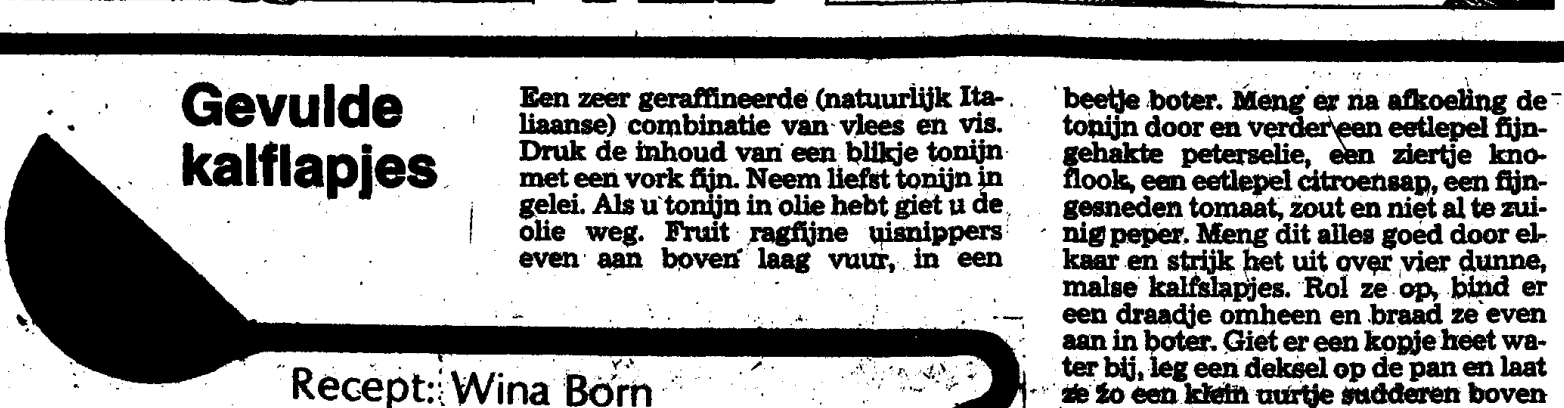 Gevulde
kalflapjes
Een zeer geraffineerde (natuurlijk Ita-
liaanse) combinatie van vlees en vis.
Druk de inhoud van een blikje tonijn
met een vork fijn. Neem liefst tonijn in
gelei. Als u tonijn in olie hebt giet u de
olie weg. Fruit ragfijne uisnippers
even aan boven laag vuur, in een
beetje boter. Meng er na afkoeling de
tonijn door en verder een eetlepel fijn-
gehakte peterselie, een ziertje kno-
flook, een eetlepel citroensap, een fijn-
gesneden tomaat, zout en niet al te zui-
nig peper. Meng dit alles goed door el-
kaar en strijk het uit over vier dunne,
malse kalfslapjes. Rol ze op, bind er
een draadje omheen en braad ze even
aan in boter. Giet er een kopje heet wa-
ter bij, leg een deksel op de pan en laat
ze zo een klein uurtje sudderen boven
Recept: Wina Born